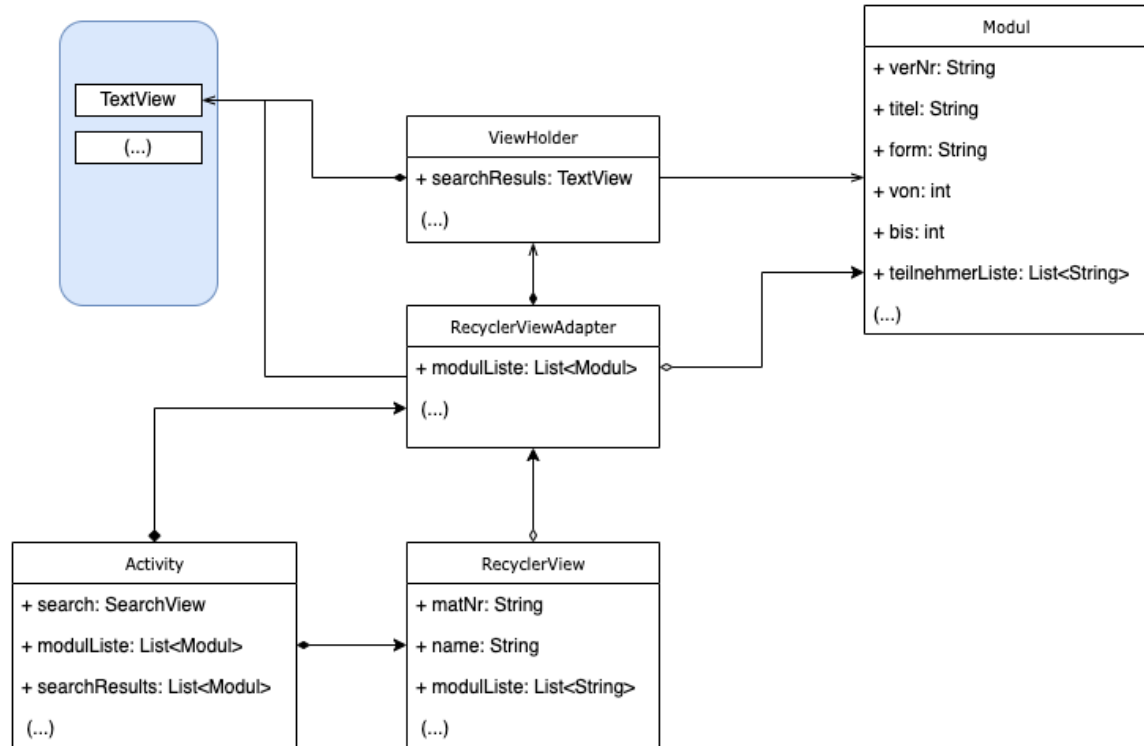 TextView
(...)
ViewHolder
+ searchResuls: TextView
(...)
Modul
+ verNr: String
+ titel: String
+ form: String
+ von: int
+ bis: int
+ teilnehmerListe: List<String>
(...)
RecyclerViewAdapter
+ modulListe: List<Modul>
(...)
Activity
+ search: SearchView
+ modulListe: List<Modul>
+ searchResults: List<Modul>
(...)
RecyclerView
+ matNr: String
+ name: String
+ modulListe: List<String>
(...)